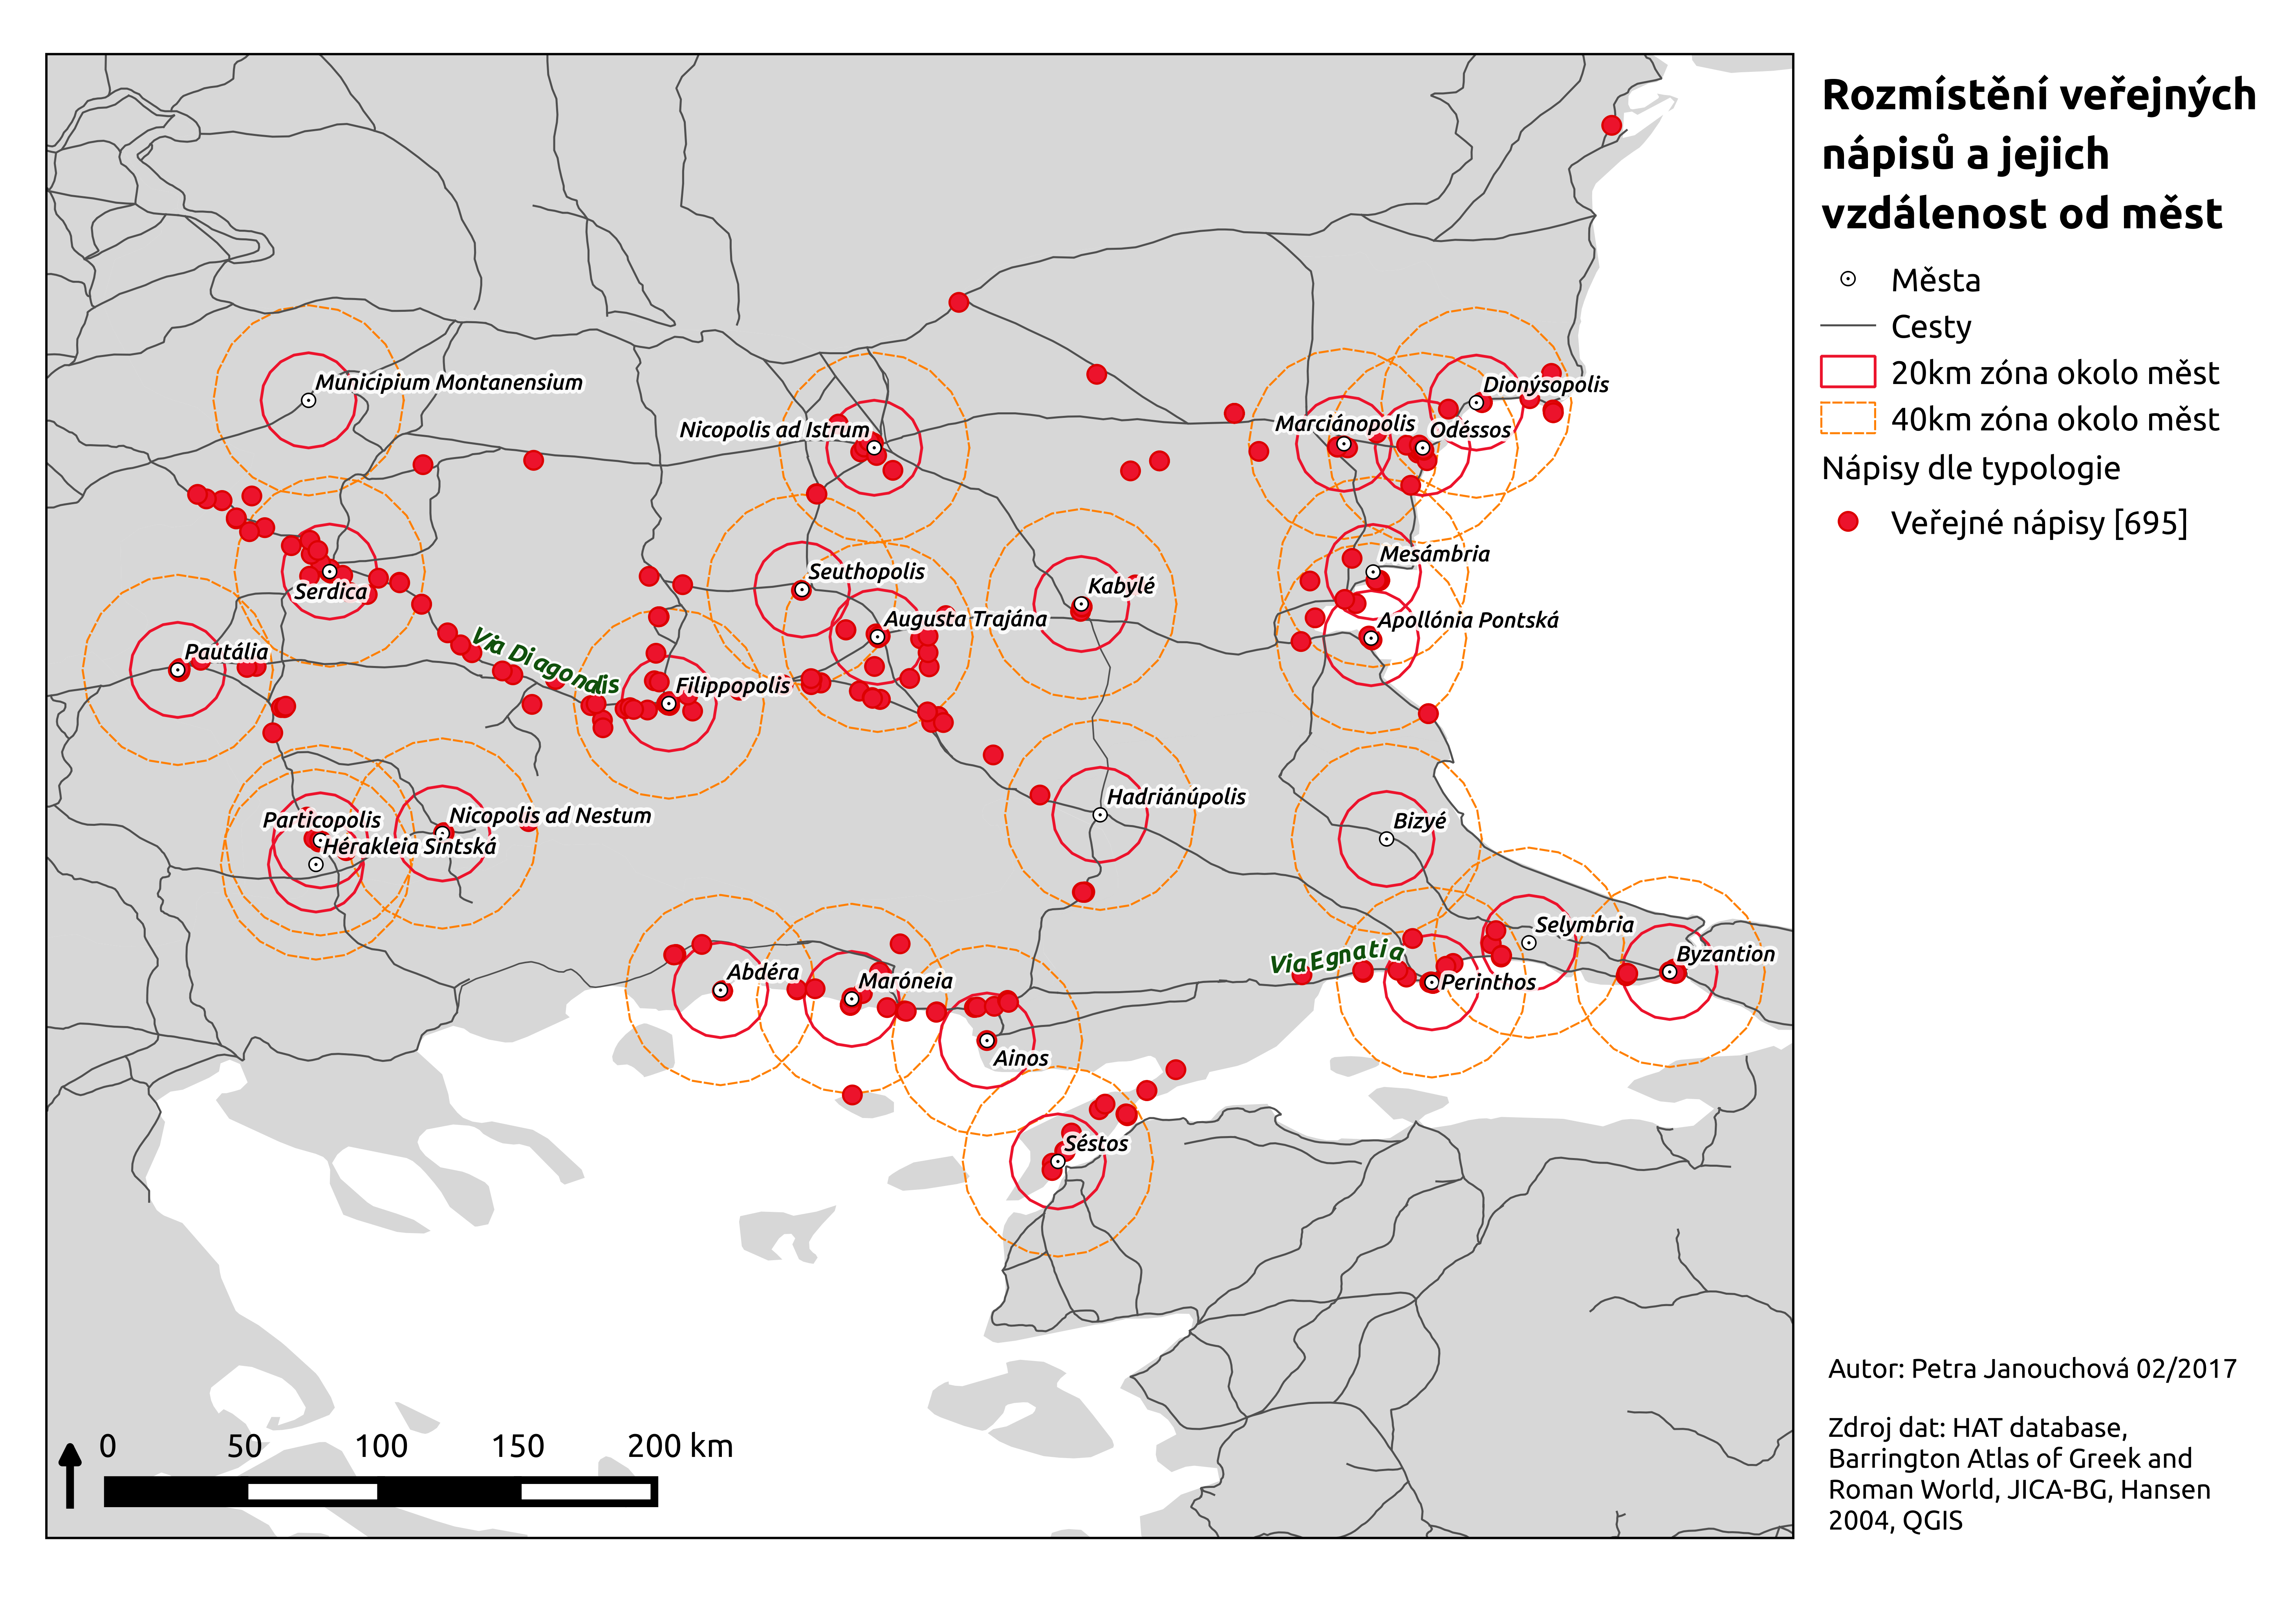 Rozmístění veřejných
nápisů a jejich
vzdálenost od měst
Města
Cesty
20km zóna okolo měst
40km zóna okolo měst
Nápisy dle typologie
Veřejné nápisy [695]
Municipium Montanensium
Dionýsopolis
Nicopolis ad Istrum
Marciánopolis
Odéssos
Mesámbria
Serdica
Seuthopolis
Kabylé
Augusta Trajána
Apollónia Pontská
Pautália
Via Diagonalis
Filippopolis
Hadriánúpolis
Particopolis
Nicopolis ad Nestum
Hérakleia Sintská
Bizyé
Selymbria
Via Egnatia
Byzantion
Abdéra
Maróneia
Perinthos
Ainos
Séstos
0 50 100 150 200 km
Autor: Petra Janouchová 02/2017
Zdroj dat: HAT database,
Barrington Atlas of Greek and
Roman World, JICA-BG, Hansen
2004, QGIS